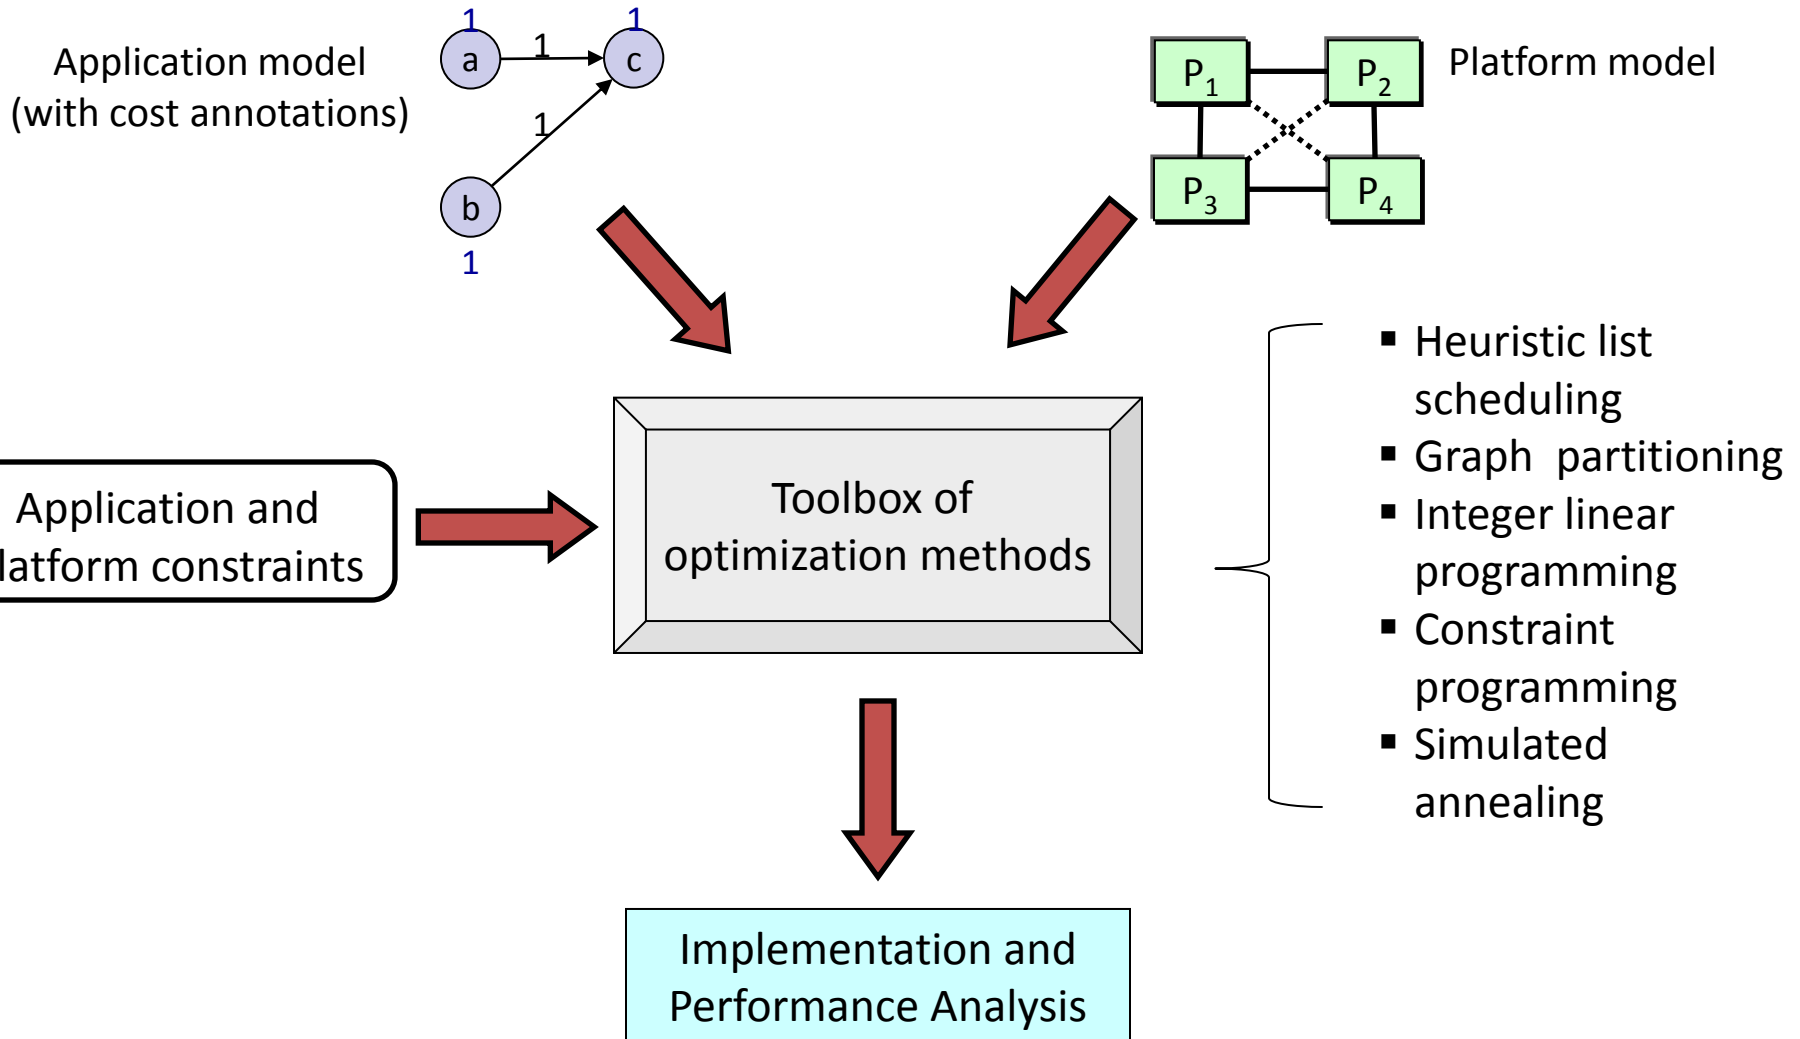 Application model
(with cost annotations)
1
a
1
1
c
1
b
1
P1
P2
P3
P4
Platform model
Application and
latform constraints
Toolbox of
optimization methods
▪ Heuristic list
scheduling
▪ Graph partitioning
▪ Integer linear
programming
▪ Constraint
programming
▪ Simulated
annealing
Implementation and
Performance Analysis